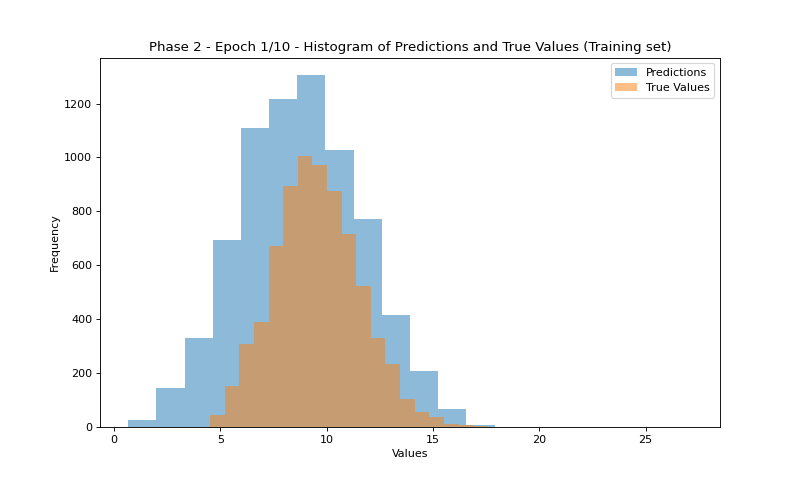 Phase 2 - Epoch 1/10 - Histogram of Predictions and True Values (Training set)
Predictions
True Values
Frequency
1200
1000
800
600
400
200
0
0 5 10 15 20 25
Values